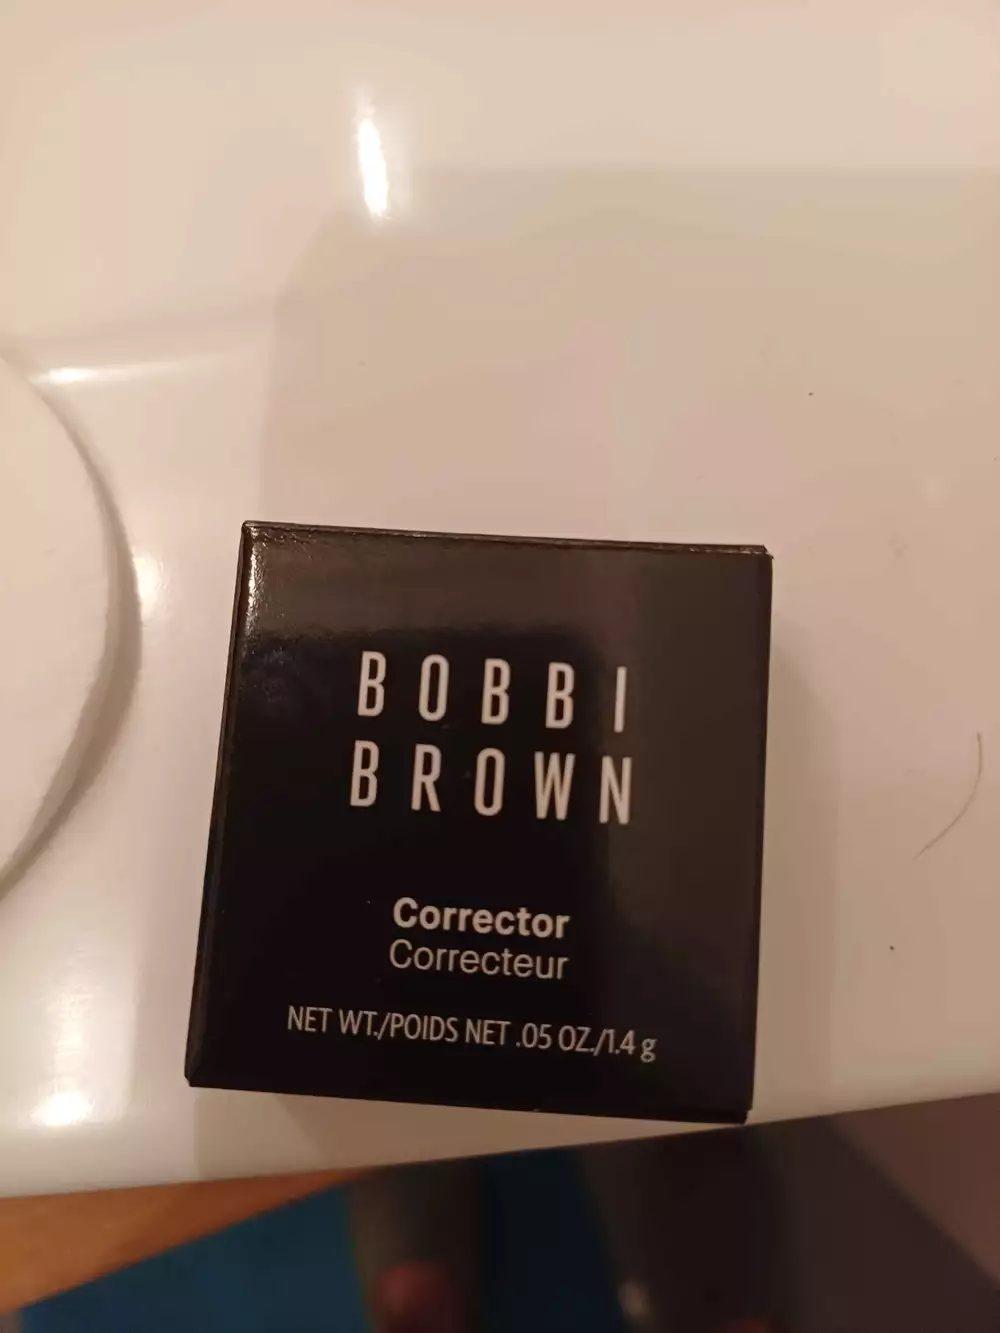 BOBBI
BROWN
Corrector
Correcteur
NET WT./POIDS NET .05 OZ./1.4 g